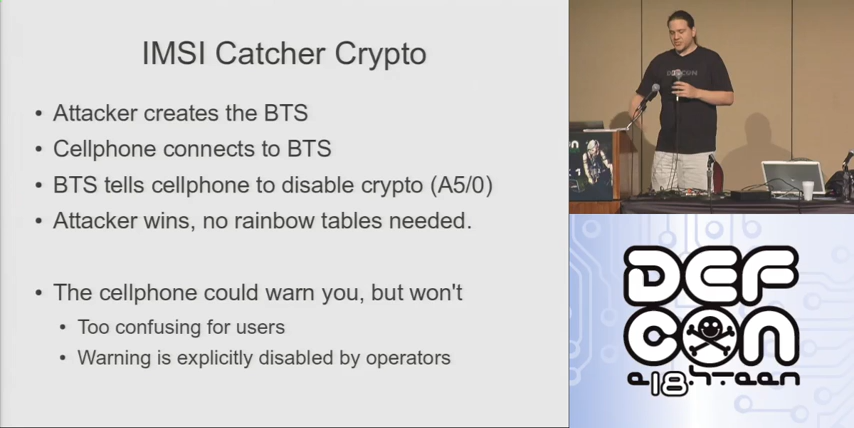 IMSI Catcher Crypto
• Attacker creates the BTS
• Cellphone connects to BTS
• BTS tells cellphone to disable crypto (A5/0)
• Attacker wins, no rainbow tables needed.
• The cellphone could warn you, but won't
• Too confusing for users
• Warning is explicitly disabled by operators
DEF
CON
e18h-teen